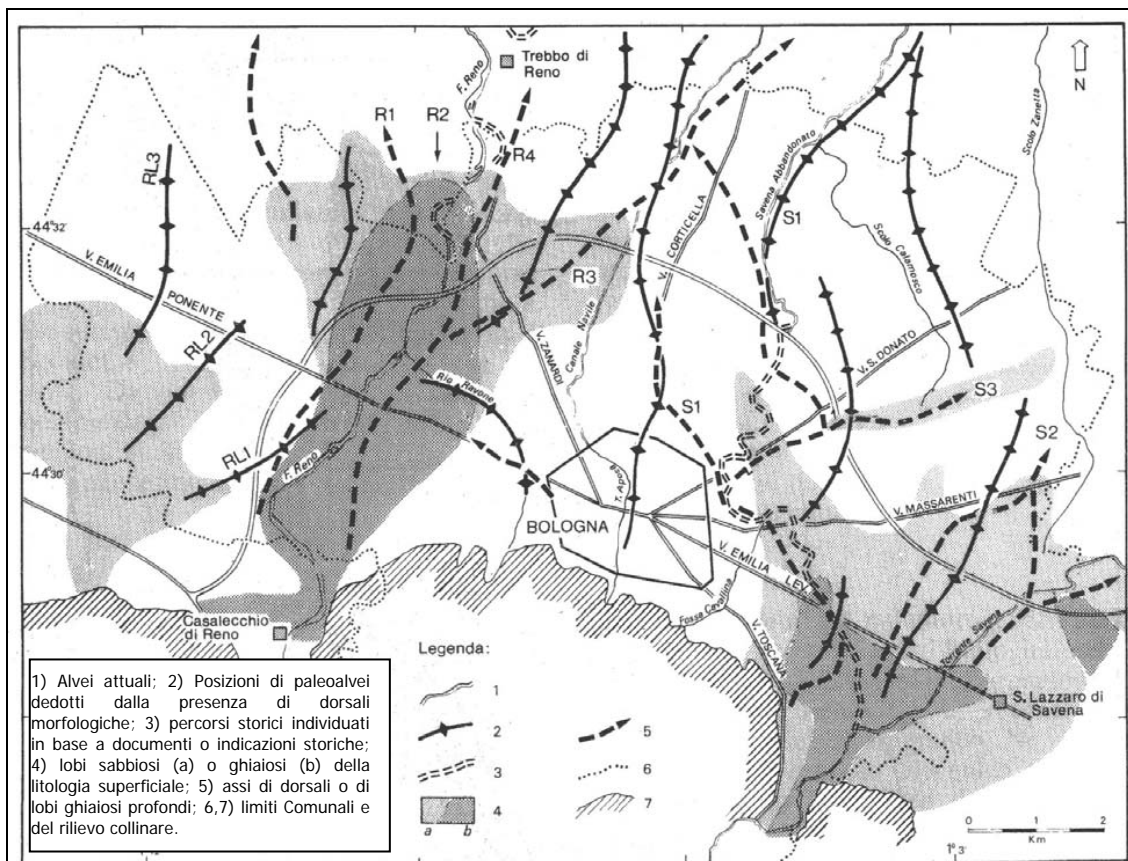 Trebbo di
Reno
F. Reno
N
R1
R2
R4
RL3
44°32'
V. EMILIA
PONENTE
RL2
R3
V. ZANARDI
Canale Navile
V. CORTICELLA
Savena Abbandonato
S1
Scolo Calamosco
Scolo Zenetta
V. S. DONATO
Rio Ravone
S1
S3
S2
RL1
F. Reno
44°30'
T. Aposa
BOLOGNA
V. MASSARENTI
V. EMILIA
LEV.
Fossa Cavallina
V. TOSCANA
Torrente Savena
Casalecchio
di Reno
S. Lazzaro di
Savena
Legenda:
1
2
3
4
a b
5
6
7
0 1 2
Km
1°3'
1) Alvei attuali; 2) Posizioni di paleoalvei
dedotti dalla presenza di dorsali
morfologiche; 3) percorsi storici individuati
in base a documenti o indicazioni storiche;
4) lobi sabbiosi (a) o ghiaiosi (b) della
litologia superficiale; 5) assi di dorsali o di
lobi ghiaiosi profondi; 6,7) limiti Comunali e
del rilievo collinare.